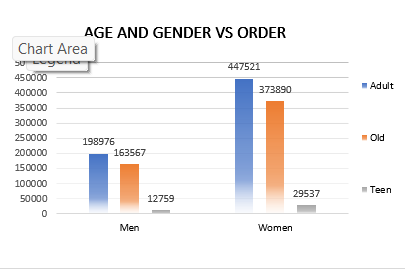 AGE AND GENDER VS ORDER
Chart Area
Legend
447521
450000
400000
373890
350000
300000
250000
200000
198976
163567
150000
100000
50000
0
12759
29537
Men
Women
Adult
Old
Teen